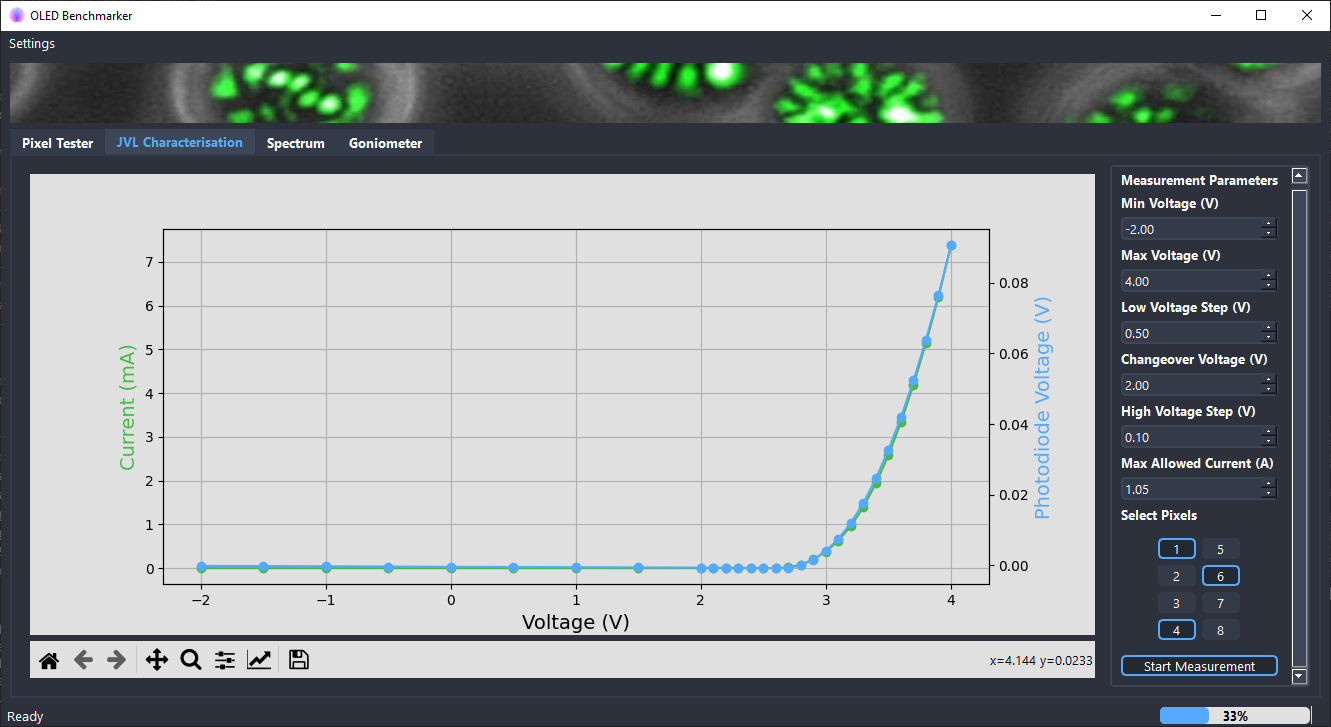 OLED Benchmarker
Settings
Pixel Tester JVL Characterisation Spectrum Goniometer
Current (mA)
7
6
5
4
3
2
1
0
−2 −1 0 1 2 3 4
Voltage (V)
0.08
0.06
0.04
0.02
0.00
Photodiode Voltage (V)
x=4.144 y=0.0233
Measurement Parameters
Min Voltage (V)
-2.00
Max Voltage (V)
4.00
Low Voltage Step (V)
0.50
Changeover Voltage (V)
2.00
High Voltage Step (V)
0.10
Max Allowed Current (A)
1.05
Select Pixels
1 5
2 6
3 7
4 8
Start Measurement
Ready
33%